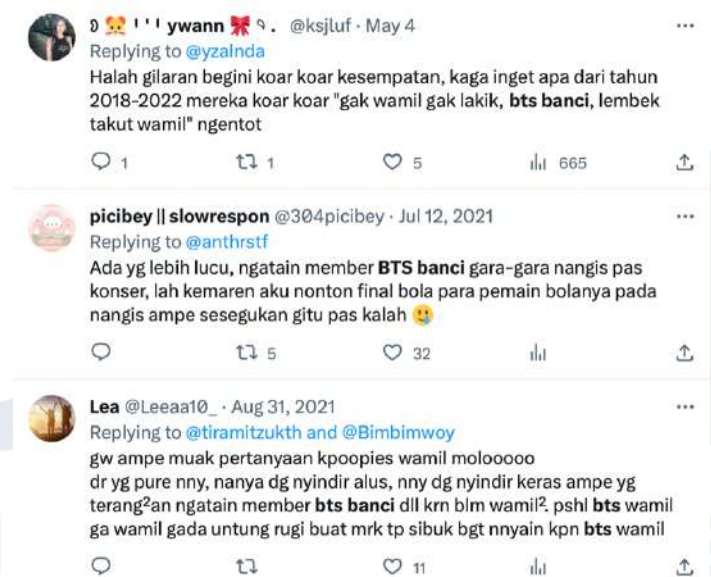 ywann 🎀 . @ksjluf · May 4
Replying to @yzalnda
Halah gilaran begini koar koar kesempatan, kaga inget apa dari tahun
2018-2022 mereka koar koar "gak wamil gak lakik, bts banci, lembek
takut wamil" ngentot
1 1 5 665
picibey || slowrespon @304picibey · Jul 12, 2021
Replying to @anthrstf
Ada yg lebih lucu, ngatain member BTS banci gara-gara nangis pas
konser, lah kemaren aku nonton final bola para pemain bolanya pada
nangis ampe sesegukan gitu pas kalah 🥲
5 32
Lea @Leeaa10_ · Aug 31, 2021
Replying to @tiramitzukth and @Bimbimwoy
gw ampe muak pertanyaan kpoopies wamil molooooo
dr yg pure nny, nanya dg nyindir alus, nny dg nyindir keras ampe yg
terang²an ngatain member bts banci dll krn blm wamil². pshl bts wamil
ga wamil gada untung rugi buat mrk tp sibuk bgt nnyain kpn bts wamil
11